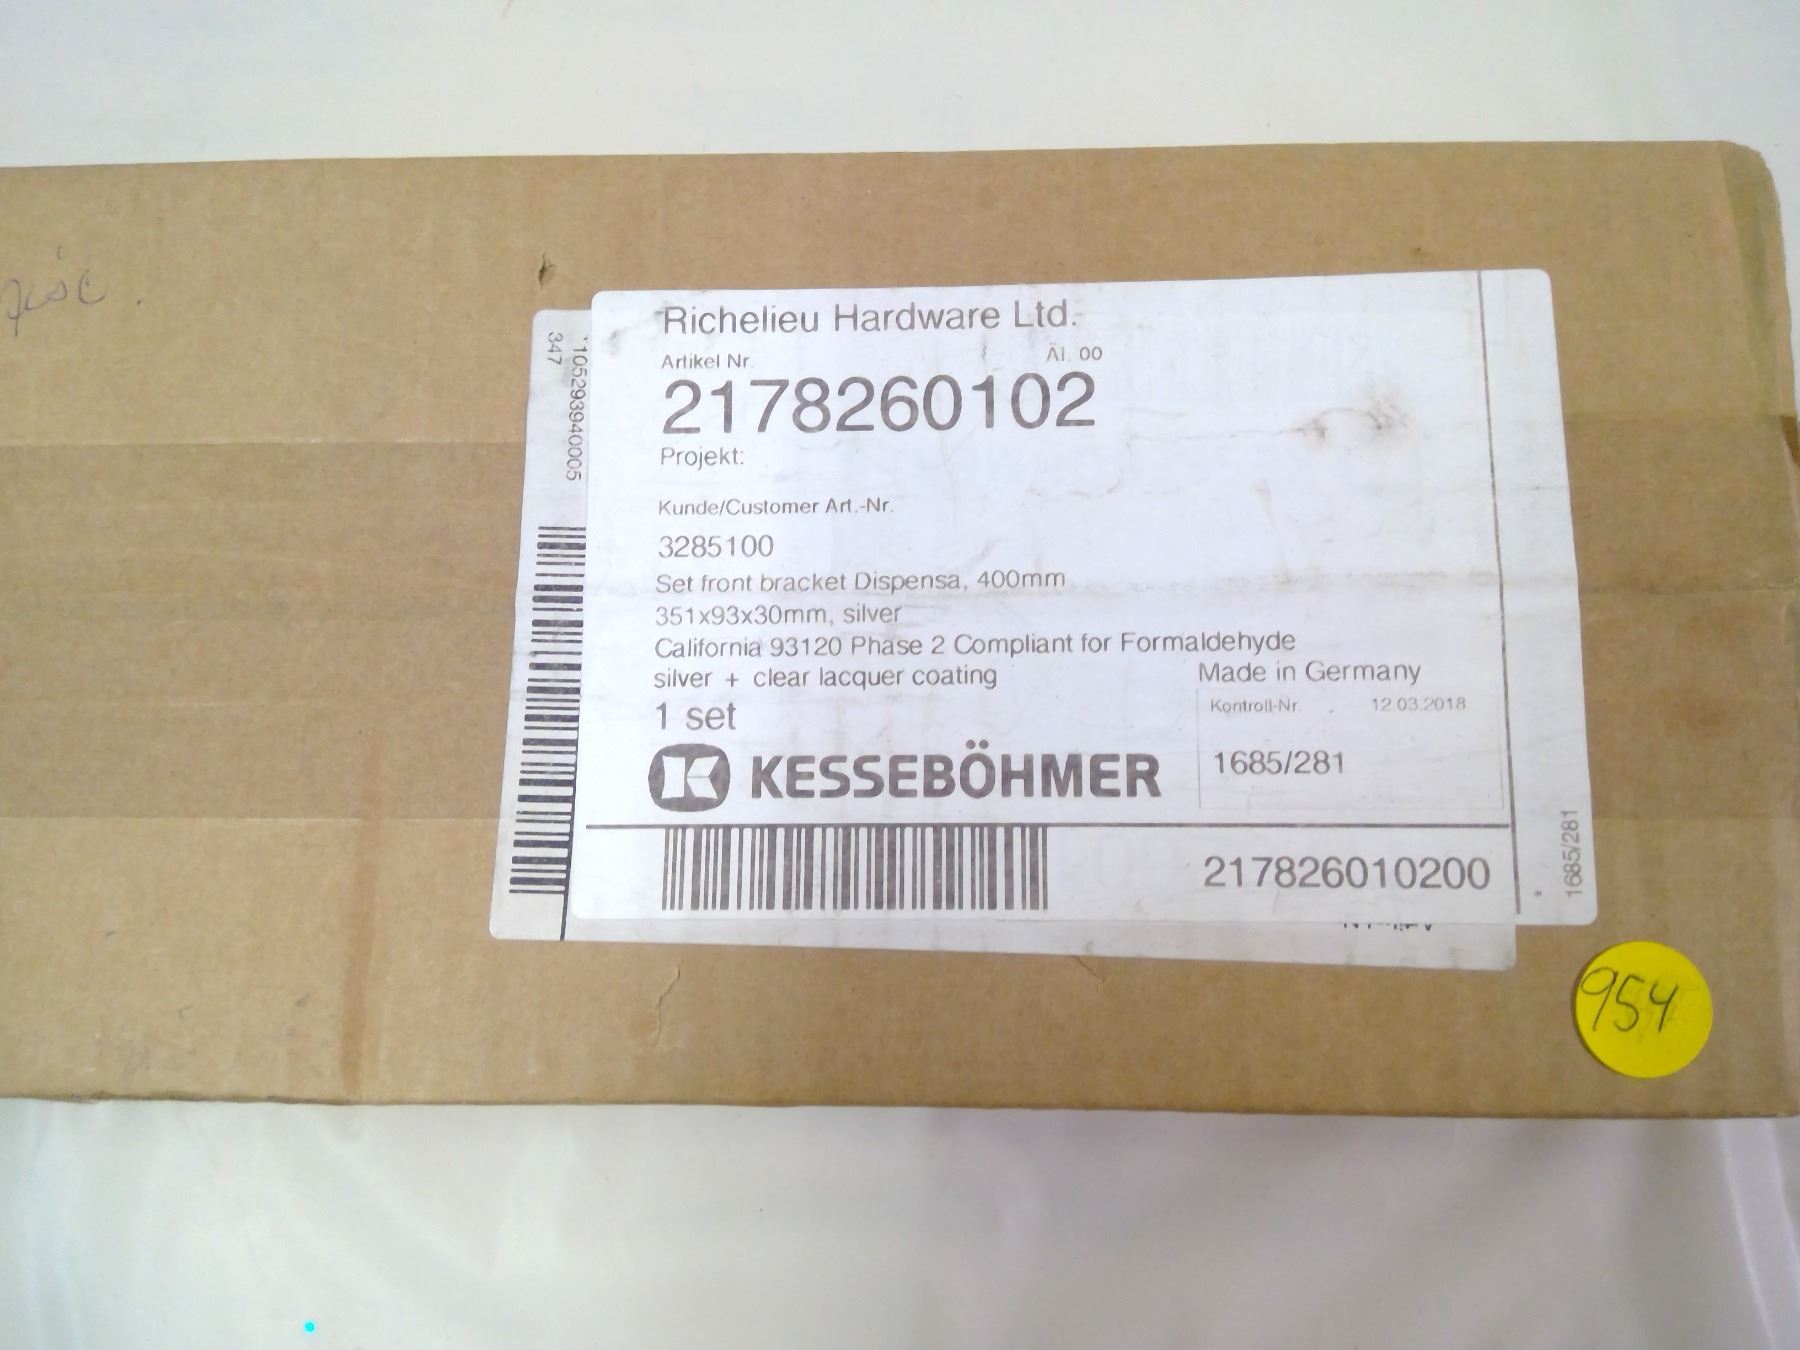 Disc.
Richelieu Hardware Ltd.
Artikel Nr.
Äl. 00
2178260102
Projekt:
Kunde/Customer Art.-Nr.
3285100
Set front bracket Dispensa, 400mm
351x93x30mm, silver
California 93120 Phase 2 Compliant for Formaldehyde
silver + clear lacquer coating
Made in Germany
1 set
Kontroll-Nr.
12.03.2018
1685/281
K KESSEBÖHMER
217826010200
1685/281
*1052939940005
347
954